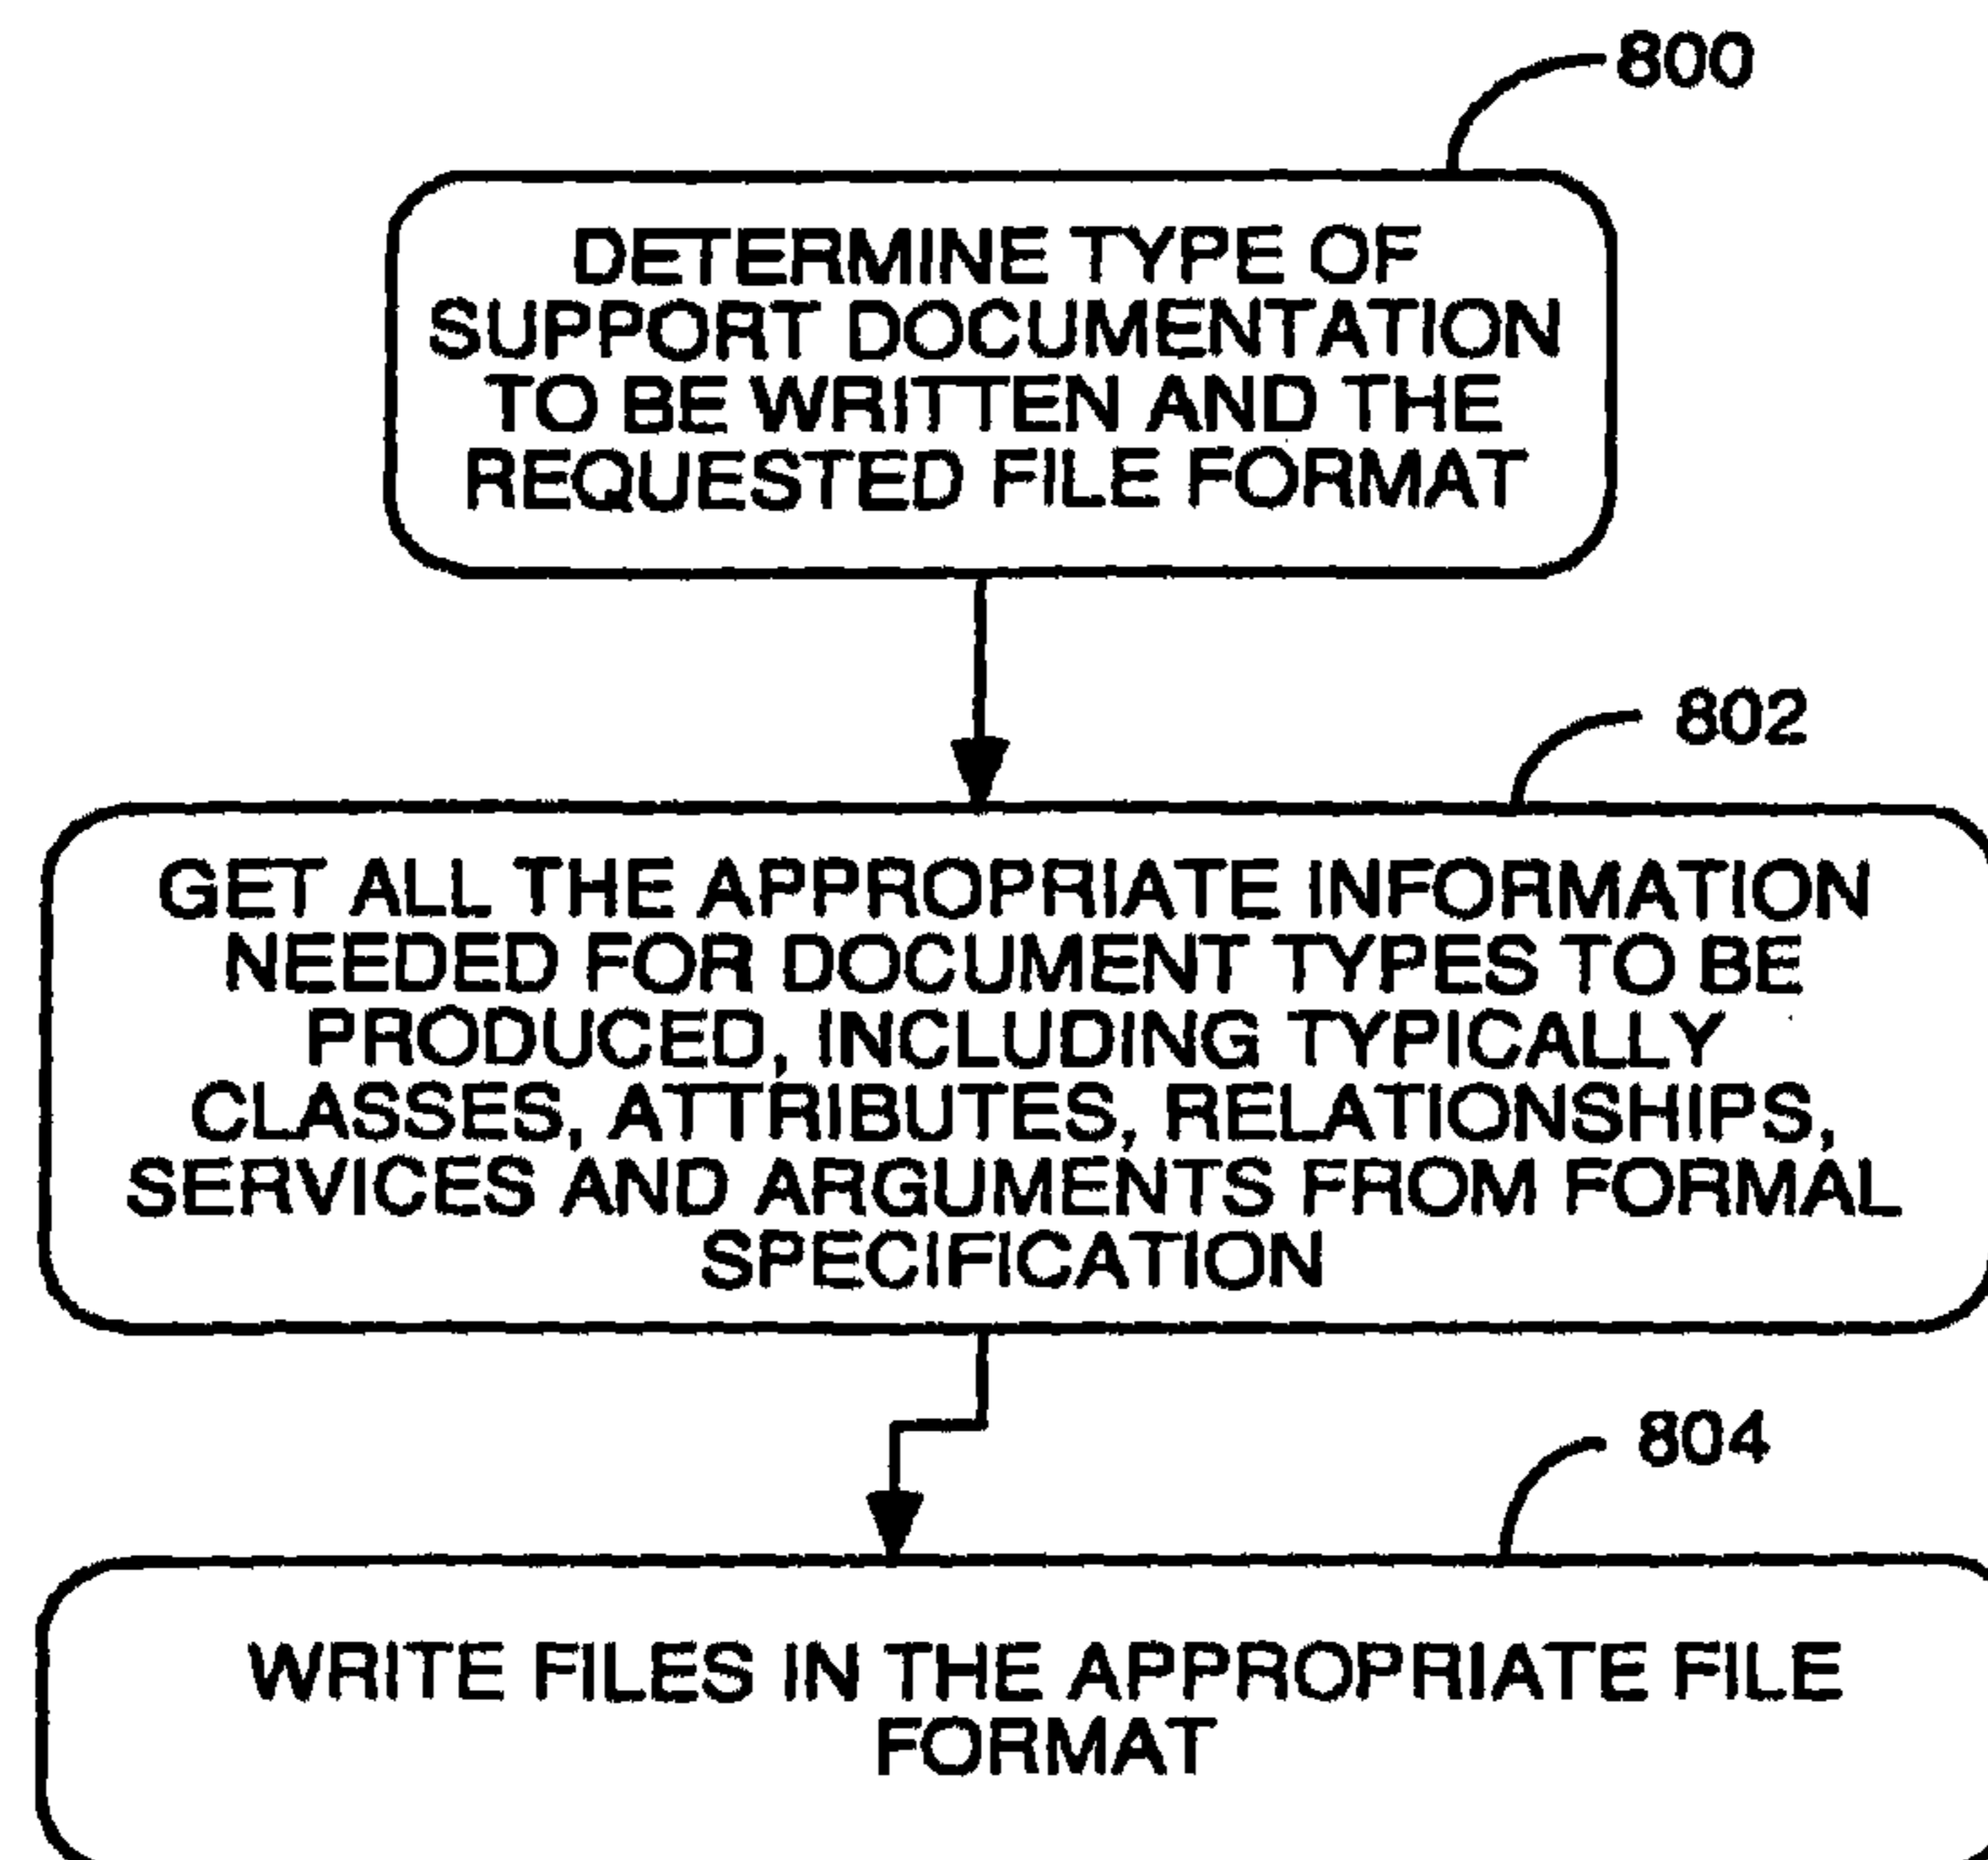 800
DETERMINE TYPE OF
SUPPORT DOCUMENTATION
TO BE WRITTEN AND THE
REQUESTED FILE FORMAT
802
GET ALL THE APPROPRIATE INFORMATION
NEEDED FOR DOCUMENT TYPES TO BE
PRODUCED, INCLUDING TYPICALLY
CLASSES, ATTRIBUTES, RELATIONSHIPS,
SERVICES AND ARGUMENTS FROM FORMAL
SPECIFICATION
804
WRITE FILES IN THE APPROPRIATE FILE
FORMAT